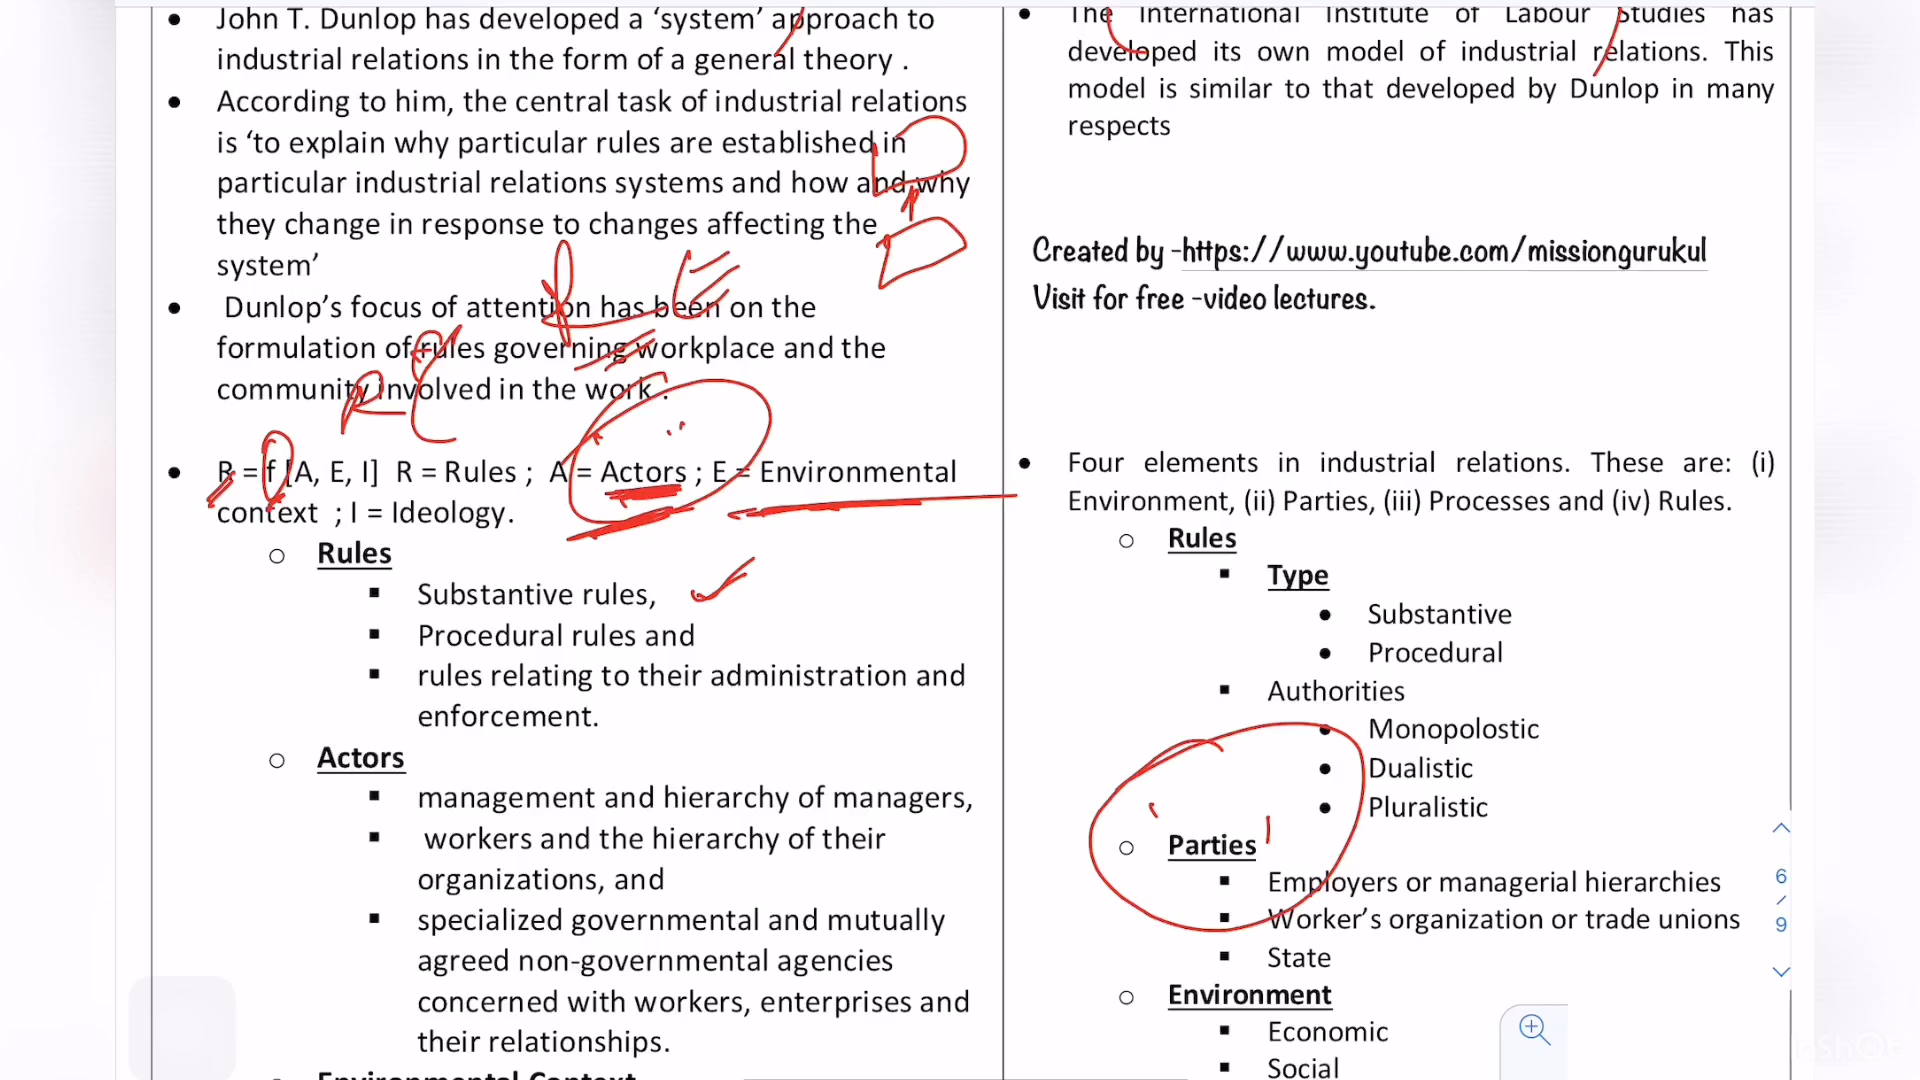 • John T. Dunlop has developed a ‘system’ approach to
industrial relations in the form of a general theory .
• According to him, the central task of industrial relations
is ‘to explain why particular rules are established in
particular industrial relations systems and how and why
they change in response to changes affecting the
system’
• Dunlop’s focus of attention has been on the
formulation of rules governing workplace and the
community involved in the work .
• R = f [A, E, I] R = Rules ; A = Actors ; E = Environmental
context ; I = Ideology.
o Rules
▪ Substantive rules,
▪ Procedural rules and
▪ rules relating to their administration and
enforcement.
o Actors
▪ management and hierarchy of managers,
▪ workers and the hierarchy of their
organizations, and
▪ specialized governmental and mutually
agreed non-governmental agencies
concerned with workers, enterprises and
their relationships.
Environmental Context
• The International Institute of Labour Studies has
developed its own model of industrial relations. This
model is similar to that developed by Dunlop in many
respects
Created by -https://www.youtube.com/missiongurukul
Visit for free -video lectures.
• Four elements in industrial relations. These are: (i)
Environment, (ii) Parties, (iii) Processes and (iv) Rules.
o Rules
▪ Type
• Substantive
• Procedural
▪ Authorities
• Monopolostic
• Dualistic
• Pluralistic
o Parties
▪ Employers or managerial hierarchies
▪ Worker’s organization or trade unions
▪ State
o Environment
▪ Economic
▪ Social
6
/
9